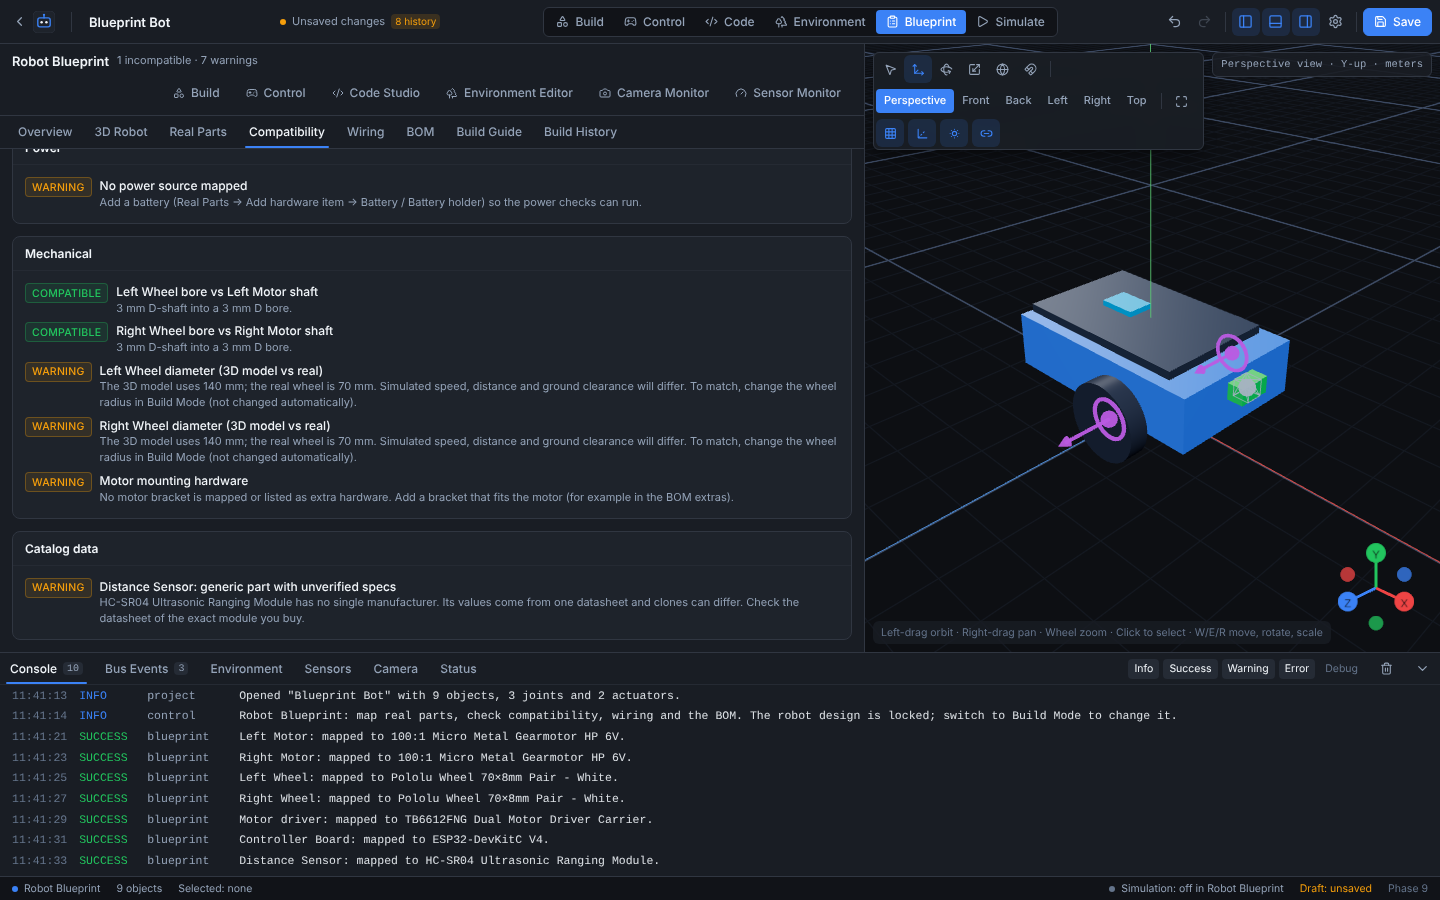 Blueprint Bot
Unsaved changes
8 history
Build
Control
Code
Environment
Blueprint
Simulate
Save
Robot Blueprint
1 incompatible · 7 warnings
Build
Control
Code Studio
Environment Editor
Camera Monitor
Sensor Monitor
Overview
3D Robot
Real Parts
Compatibility
Wiring
BOM
Build Guide
Build History
Power
WARNING
No power source mapped
Add a battery (Real Parts → Add hardware item → Battery / Battery holder) so the power checks can run.
Mechanical
COMPATIBLE
Left Wheel bore vs Left Motor shaft
3 mm D-shaft into a 3 mm D bore.
COMPATIBLE
Right Wheel bore vs Right Motor shaft
3 mm D-shaft into a 3 mm D bore.
WARNING
Left Wheel diameter (3D model vs real)
The 3D model uses 140 mm; the real wheel is 70 mm. Simulated speed, distance and ground clearance will differ. To match, change the wheel
radius in Build Mode (not changed automatically).
WARNING
Right Wheel diameter (3D model vs real)
The 3D model uses 140 mm; the real wheel is 70 mm. Simulated speed, distance and ground clearance will differ. To match, change the wheel
radius in Build Mode (not changed automatically).
WARNING
Motor mounting hardware
No motor bracket is mapped or listed as extra hardware. Add a bracket that fits the motor (for example in the BOM extras).
Catalog data
WARNING
Distance Sensor: generic part with unverified specs
HC-SR04 Ultrasonic Ranging Module has no single manufacturer. Its values come from one datasheet and clones can differ. Check the
datasheet of the exact module you buy.
Perspective
Front
Back
Left
Right
Top
Perspective view · Y-up · meters
Y
Z
X
Left-drag orbit · Right-drag pan · Wheel zoom · Click to select · W/E/R move, rotate, scale
Console 10
Bus Events 3
Environment
Sensors
Camera
Status
Info
Success
Warning
Error
Debug
11:41:13 INFO project Opened "Blueprint Bot" with 9 objects, 3 joints and 2 actuators.
11:41:14 INFO control Robot Blueprint: map real parts, check compatibility, wiring and the BOM. The robot design is locked; switch to Build Mode to change it.
11:41:21 SUCCESS blueprint Left Motor: mapped to 100:1 Micro Metal Gearmotor HP 6V.
11:41:23 SUCCESS blueprint Right Motor: mapped to 100:1 Micro Metal Gearmotor HP 6V.
11:41:25 SUCCESS blueprint Left Wheel: mapped to Pololu Wheel 70×8mm Pair - White.
11:41:27 SUCCESS blueprint Right Wheel: mapped to Pololu Wheel 70×8mm Pair - White.
11:41:29 SUCCESS blueprint Motor driver: mapped to TB6612FNG Dual Motor Driver Carrier.
11:41:31 SUCCESS blueprint Controller Board: mapped to ESP32-DevKitC V4.
11:41:33 SUCCESS blueprint Distance Sensor: mapped to HC-SR04 Ultrasonic Ranging Module.
Robot Blueprint
9 objects
Selected: none
Simulation: off in Robot Blueprint
Draft: unsaved
Phase 9